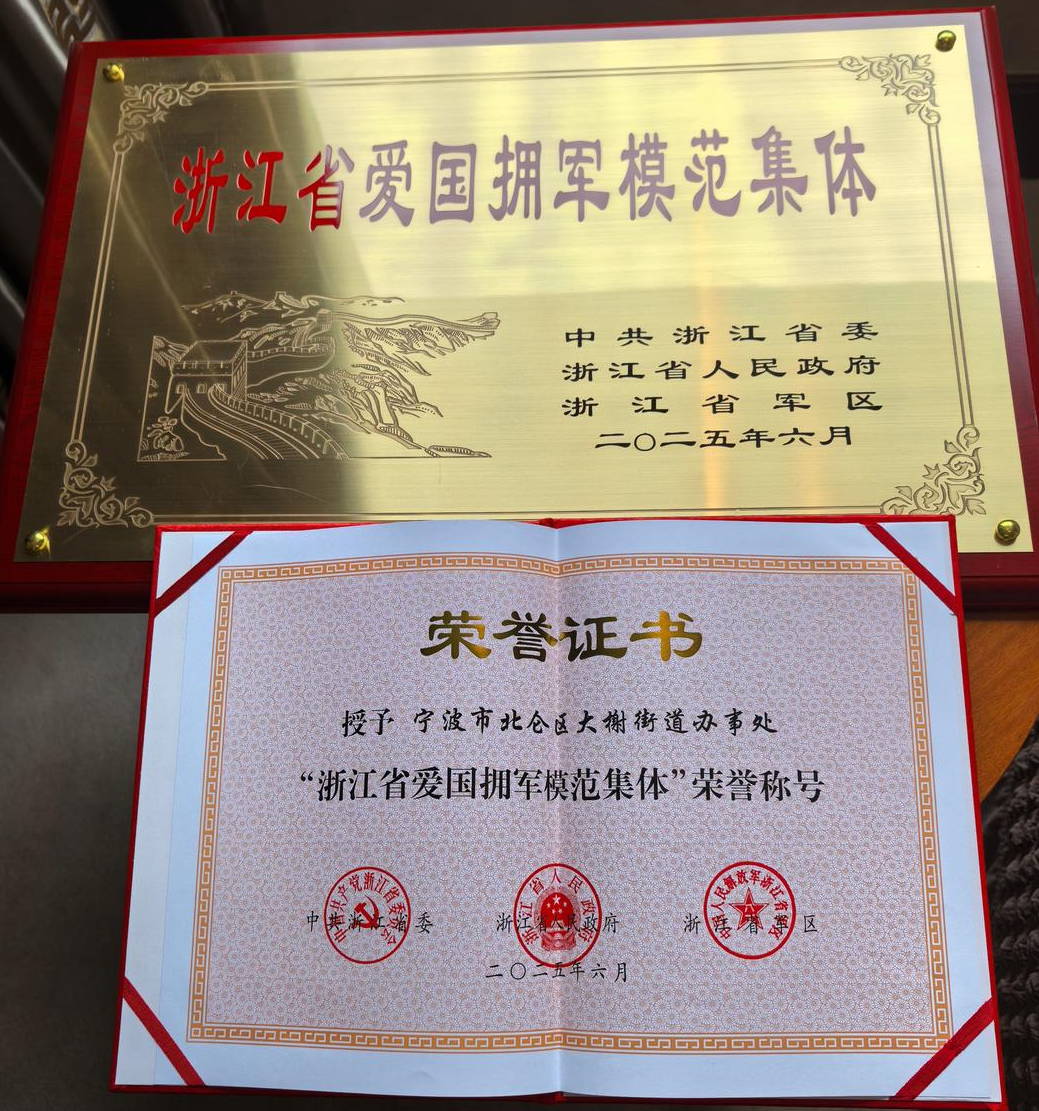 浙江省爱国拥军模范集体
中共浙江省委
浙江省人民政府
浙江省军区
二〇二五年六月
荣誉证书
授予 宁波市北仑区大榭街道办事处
“浙江省爱国拥军模范集体”荣誉称号
中共浙江省委 浙江省人民政府 浙江省军区
二〇二五年六月